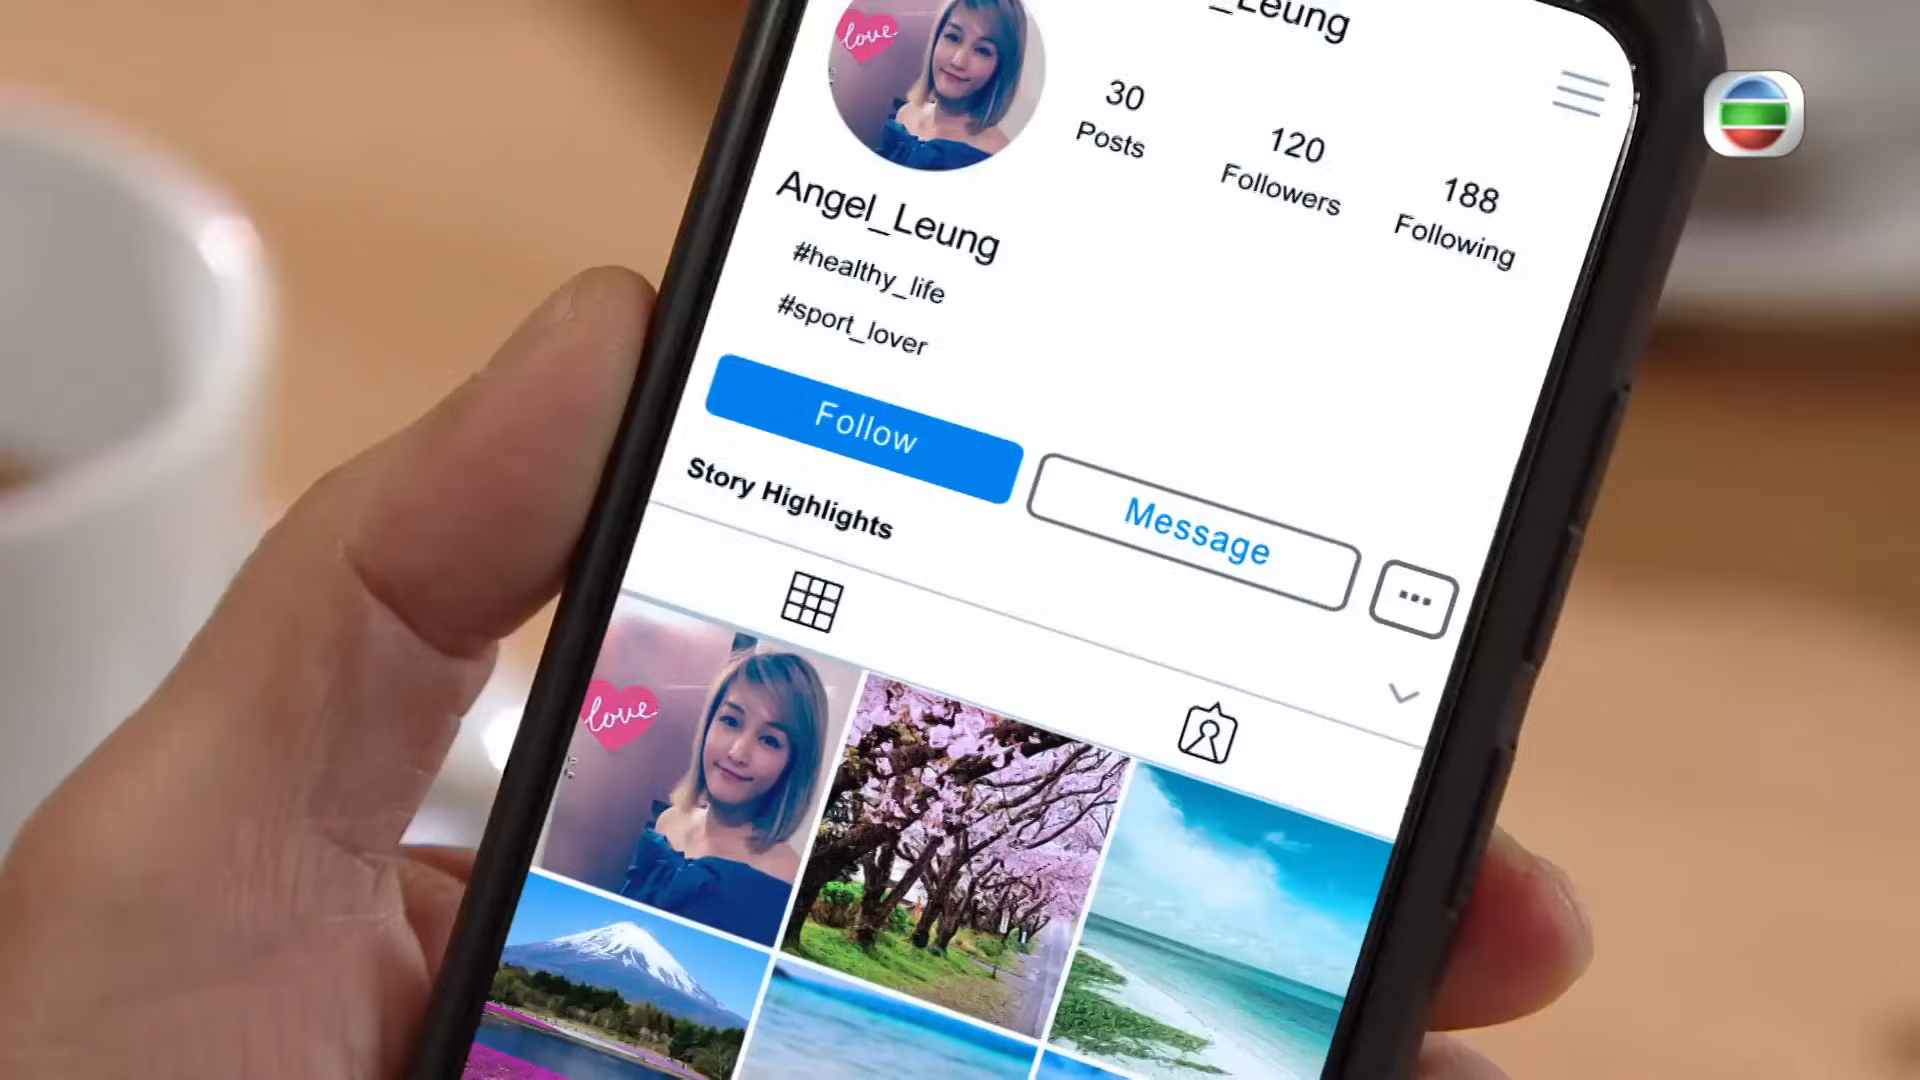 _Leung
love
30
Posts
120
Followers
188
Following
Angel_Leung
#healthy_life
#sport_lover
Follow
Message
Story Highlights
love